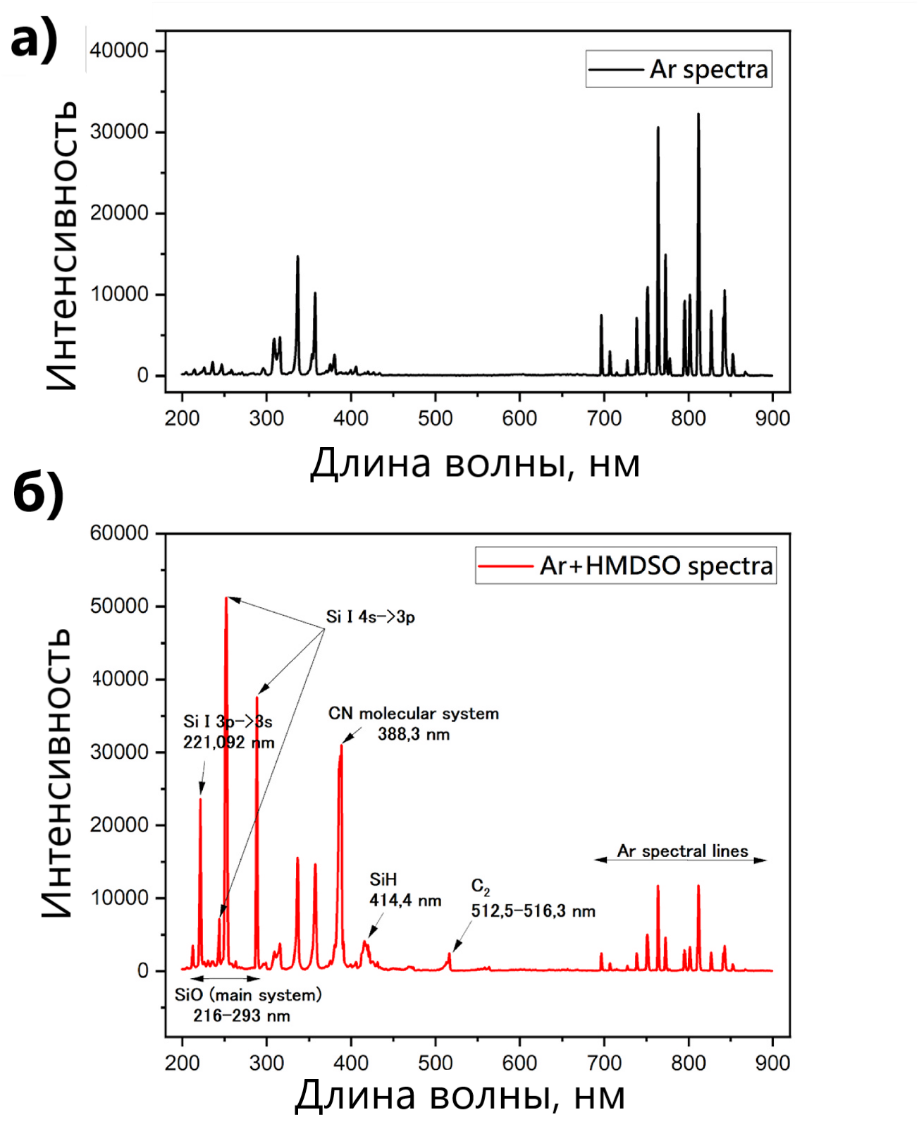 а)
Ar spectra
40000
30000
20000
10000
0
Интенсивность
200 300 400 500 600 700 800 900
Длина волны, нм
б)
Ar+HMDSO spectra
60000
50000
40000
30000
20000
10000
0
Интенсивность
Si I 4s->3p
Si I 3p->3s
221,092 nm
CN molecular system
388,3 nm
SiH
414,4 nm
C₂
512,5-516,3 nm
Ar spectral lines
SiO (main system)
216-293 nm
200 300 400 500 600 700 800 900
Длина волны, нм